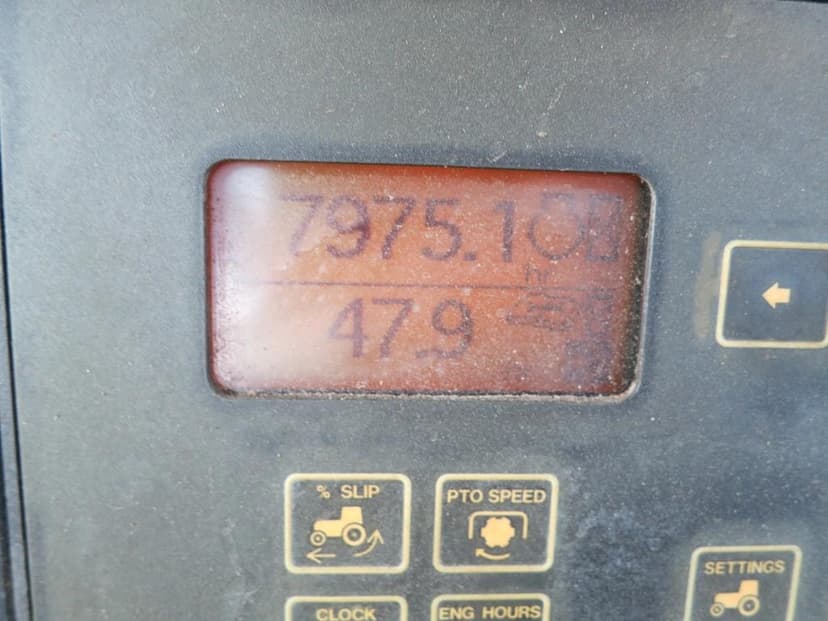 7975.1
47.9
% SLIP
PTO SPEED
SETTINGS
CLOCK
ENG HOURS